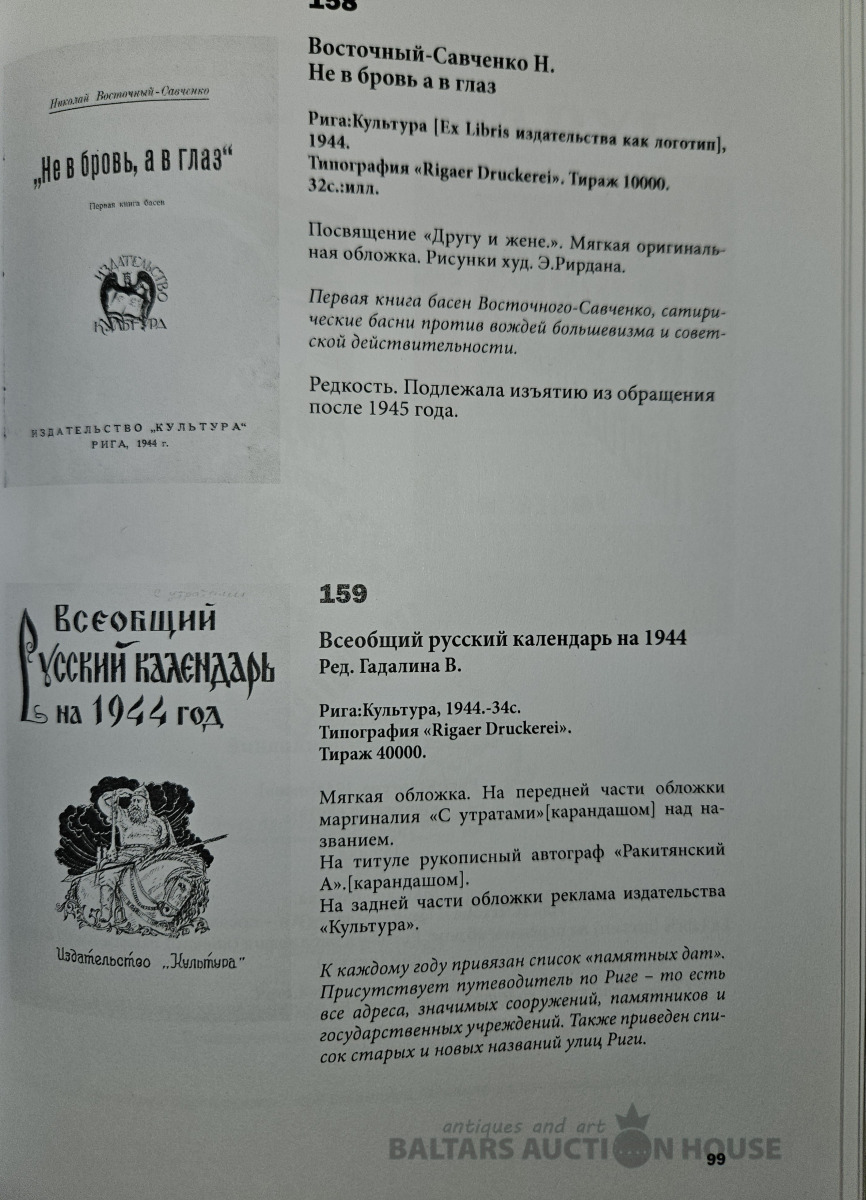 158
Николай Восточный-Савченко
„Не в бровь, а в глаз“
Первая книга басен
ИЗДАТЕЛЬСТВО
КУЛЬТУРА
ИЗДАТЕЛЬСТВО „КУЛЬТУРА“
РИГА, 1944 г.
Восточный-Савченко Н.
Не в бровь а в глаз
Рига:Культура [Ex Libris издательства как логотип],
1944.
Типография «Rigaer Druckerei». Тираж 10000.
32с.:илл.
Посвящение «Другу и жене.». Мягкая оригиналь-
ная обложка. Рисунки худ. Э.Рирдана.
Первая книга басен Восточного-Савченко, сатири-
ческие басни против вождей большевизма и совет-
ской действительности.
Редкость. Подлежала изъятию из обращения
после 1945 года.
С утратами
Всеобщий
Русский календарь
на 1944 год
Издательство „Культура"
159
Всеобщий русский календарь на 1944
Ред. Гадалина В.
Рига:Культура, 1944.-34с.
Типография «Rigaer Druckerei».
Тираж 40000.
Мягкая обложка. На передней части обложки
маргиналия «С утратами»[карандашом] над на-
званием.
На титуле рукописный автограф «Ракитянский
А».[карандашом].
На задней части обложки реклама издательства
«Культура».
К каждому году привязан список «памятных дат».
Присутствует путеводитель по Риге – то есть
все адреса, значимых сооружений, памятников и
государственных учреждений. Также приведен спи-
сок старых и новых названий улиц Риги.
antiques and art
BALTARS AUCTION HOUSE
99